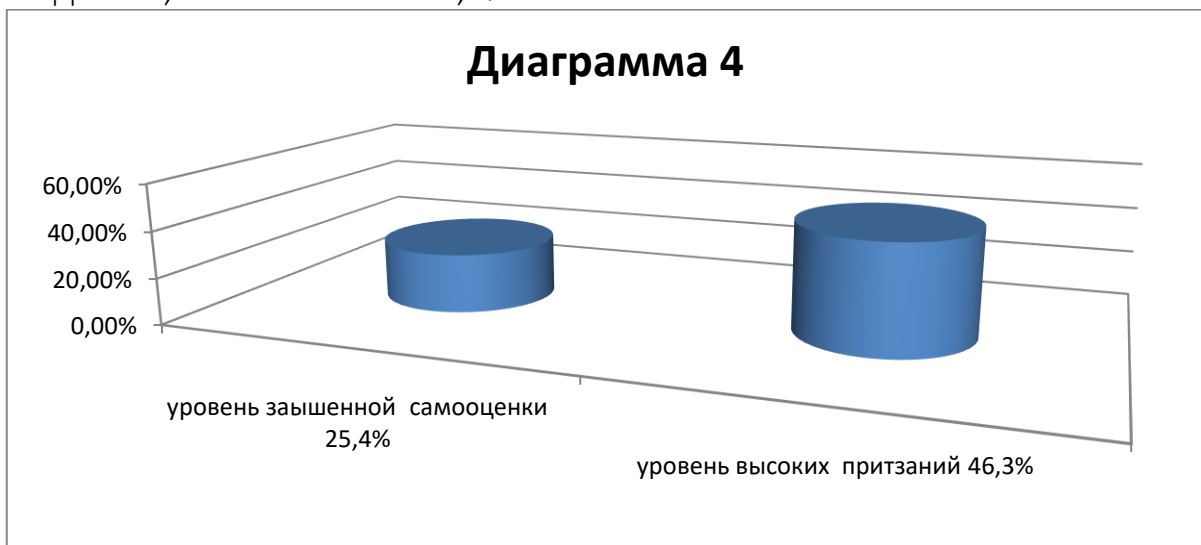 Диаграмма 4
60,00%
40,00%
20,00%
0,00%
уровень заышенной самооценки
25,4%
уровень высоких притзаний 46,3%